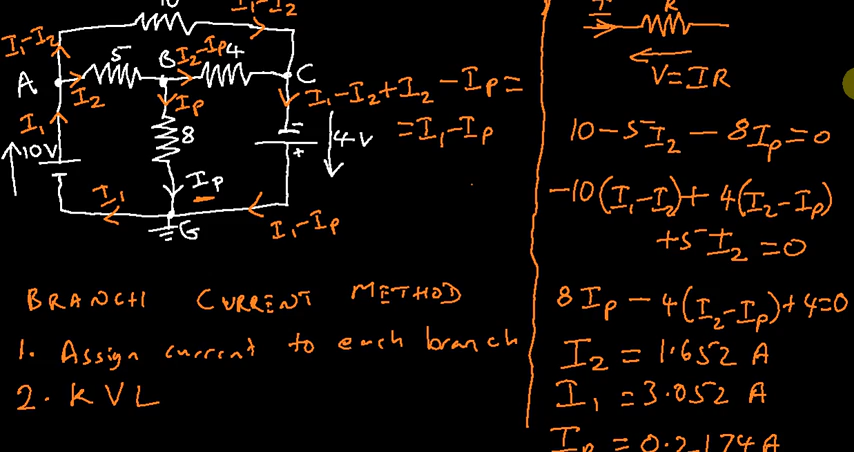 10
I₁-I₂
I₁-I₂
5
B
I₂-Ip
4
A
C
I₂
Ip
I₁-I₂+I₂-Ip=
=I₁-Ip
I₁
10V
8
-
+
4V
Ip
I₁
G
I₁-Ip
BRANCH CURRENT METHOD
1. Assign current to each branch
2. KVL
I
R
V=IR
10-5I₂-8Ip=0
-10(I₁-I₂)+4(I₂-Ip)
+5I₂=0
8Ip-4(I₂-Ip)+4=0
I₂=1.652 A
I₁=3.052 A
Ip=0.2174A